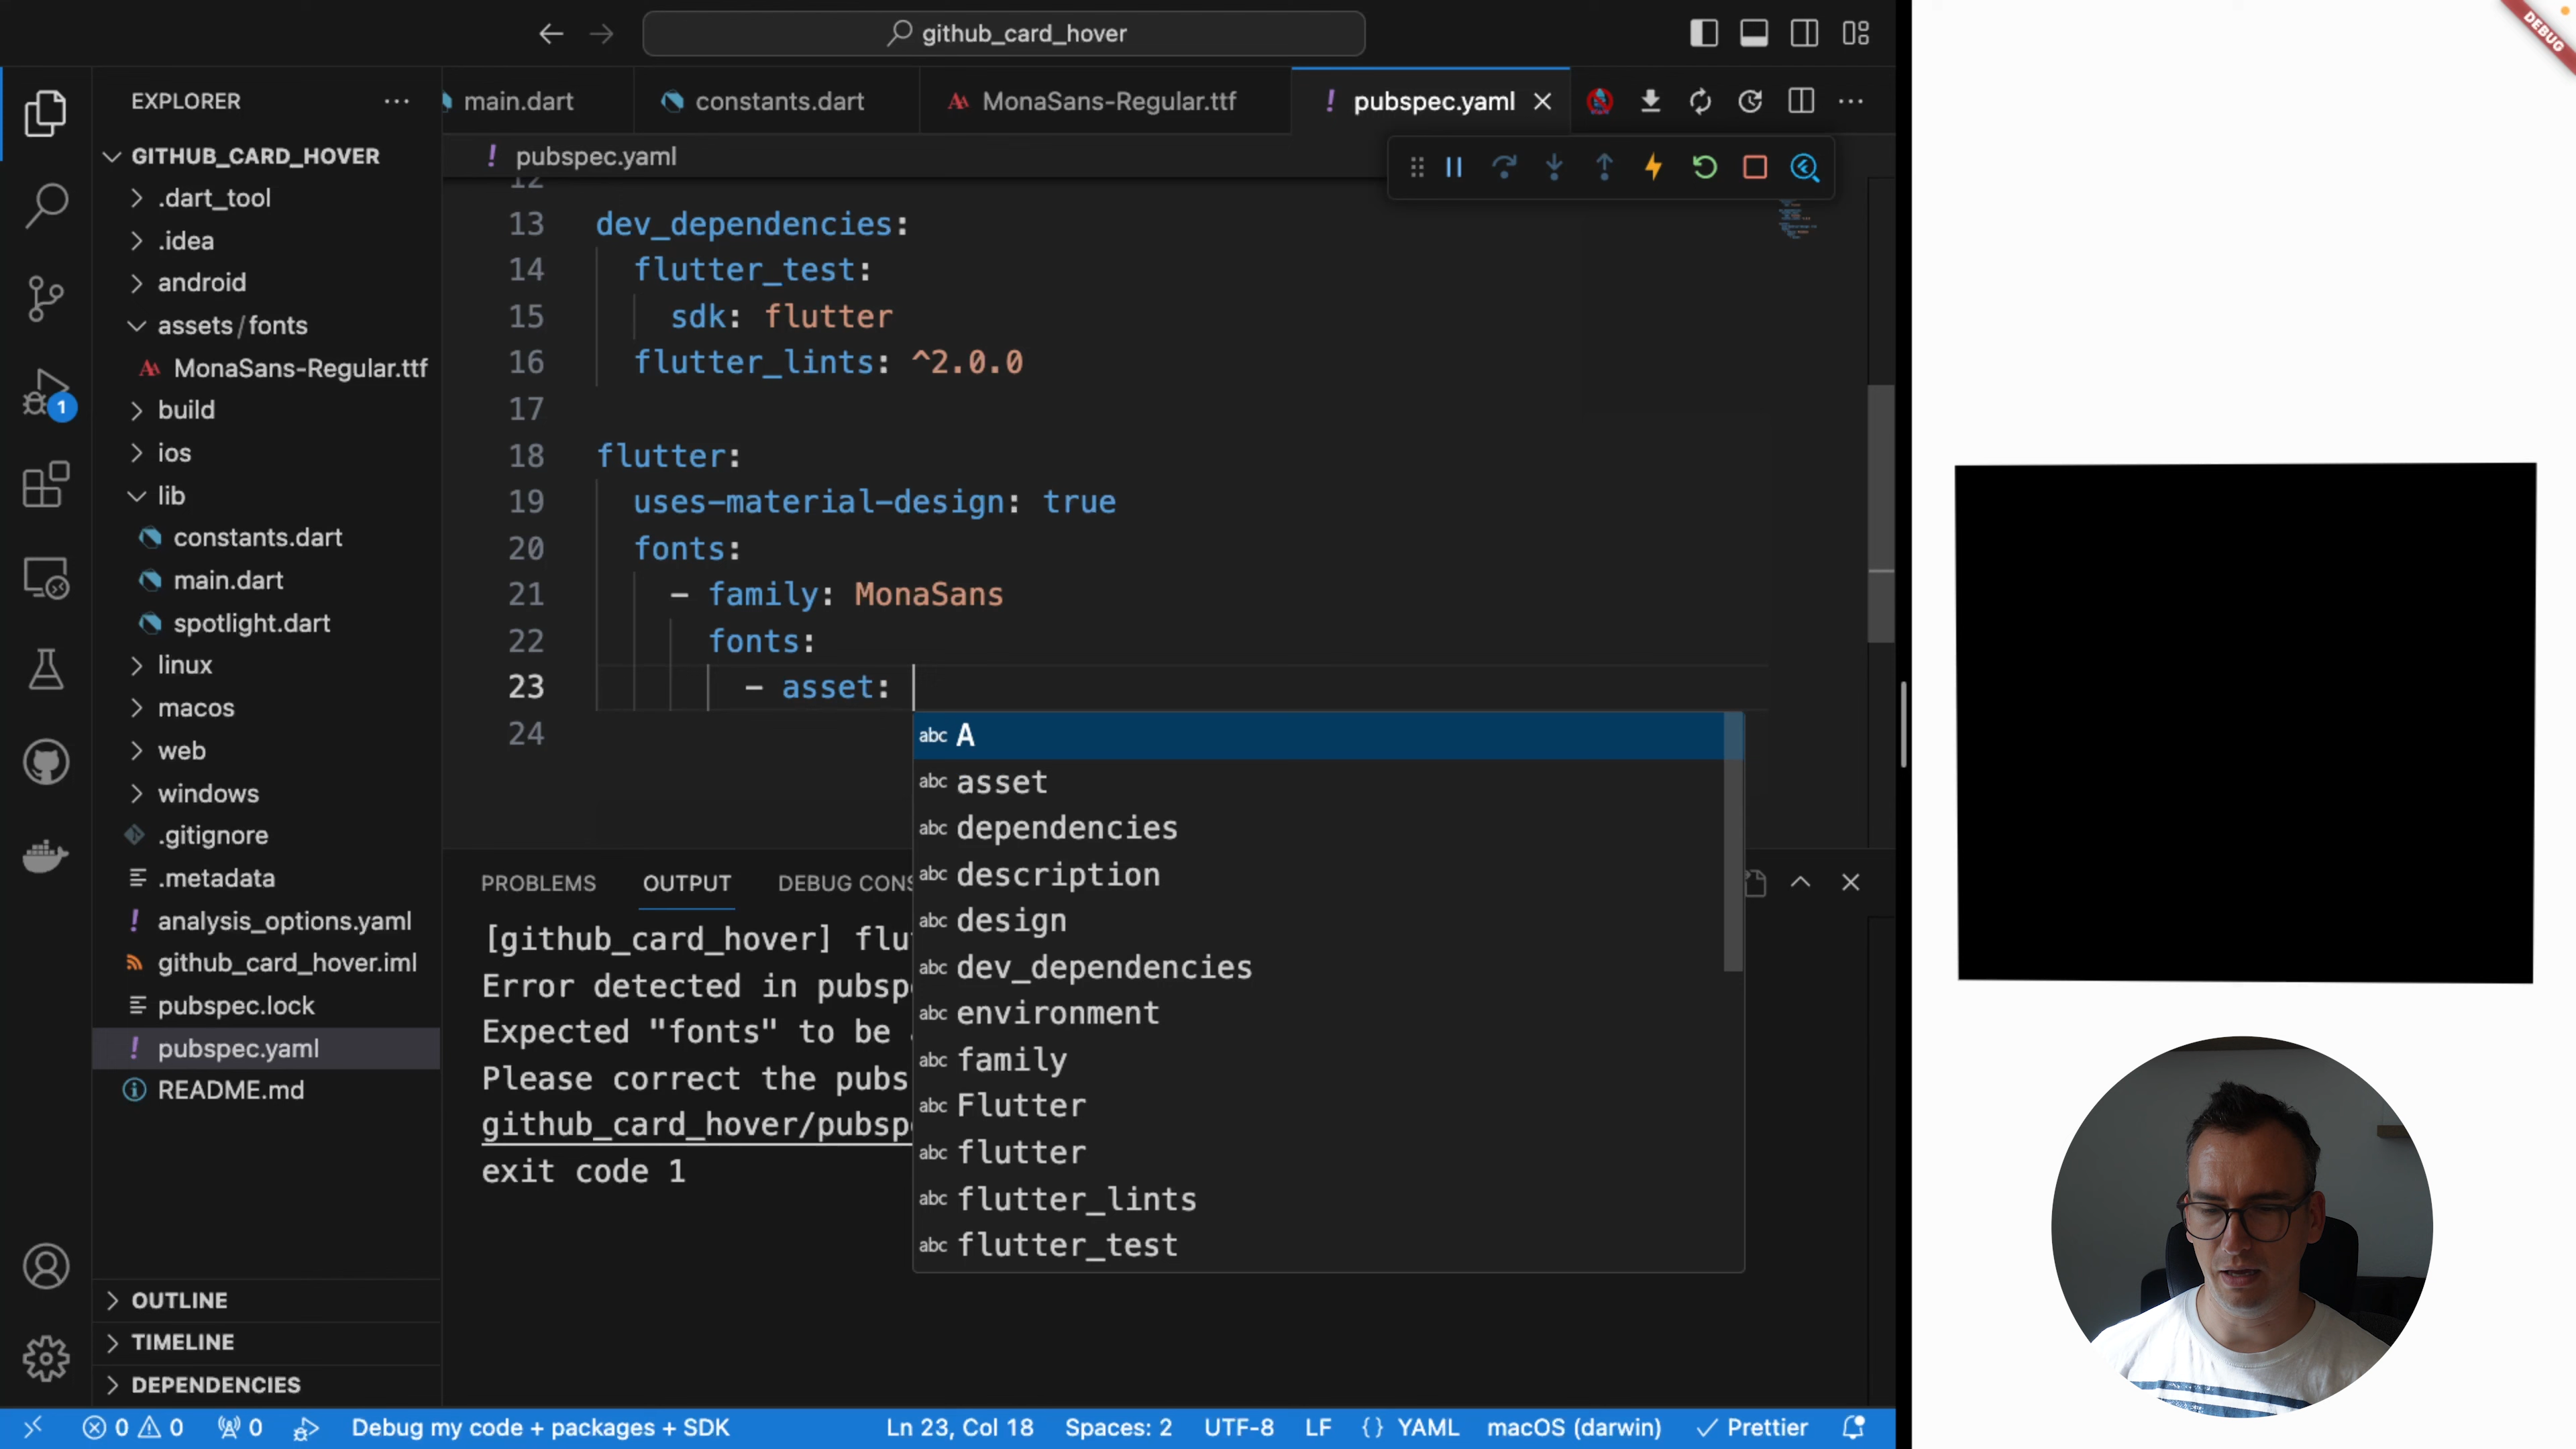 github_card_hover
DEBUG
EXPLORER
main.dart
constants.dart
MonaSans-Regular.ttf
! pubspec.yaml
GITHUB_CARD_HOVER
.dart_tool
.idea
android
assets/fonts
MonaSans-Regular.ttf
build
ios
lib
constants.dart
main.dart
spotlight.dart
linux
macos
web
windows
.gitignore
.metadata
! analysis_options.yaml
github_card_hover.iml
pubspec.lock
! pubspec.yaml
README.md
OUTLINE
TIMELINE
DEPENDENCIES
1
! pubspec.yaml
12
13 dev_dependencies:
14 flutter_test:
15 sdk: flutter
16 flutter_lints: ^2.0.0
17
18 flutter:
19 uses-material-design: true
20 fonts:
21 - family: MonaSans
22 fonts:
23 - asset:
24
abc A
abc asset
abc dependencies
abc description
abc design
abc dev_dependencies
abc environment
abc family
abc Flutter
abc flutter
abc flutter_lints
abc flutter_test
PROBLEMS OUTPUT DEBUG CONS
[github_card_hover] flu
Error detected in pubsp
Expected "fonts" to be
Please correct the pubs
github_card_hover/pubsp
exit code 1
0 0 0 Debug my code + packages + SDK Ln 23, Col 18 Spaces: 2 UTF-8 LF {} YAML macOS (darwin) Prettier